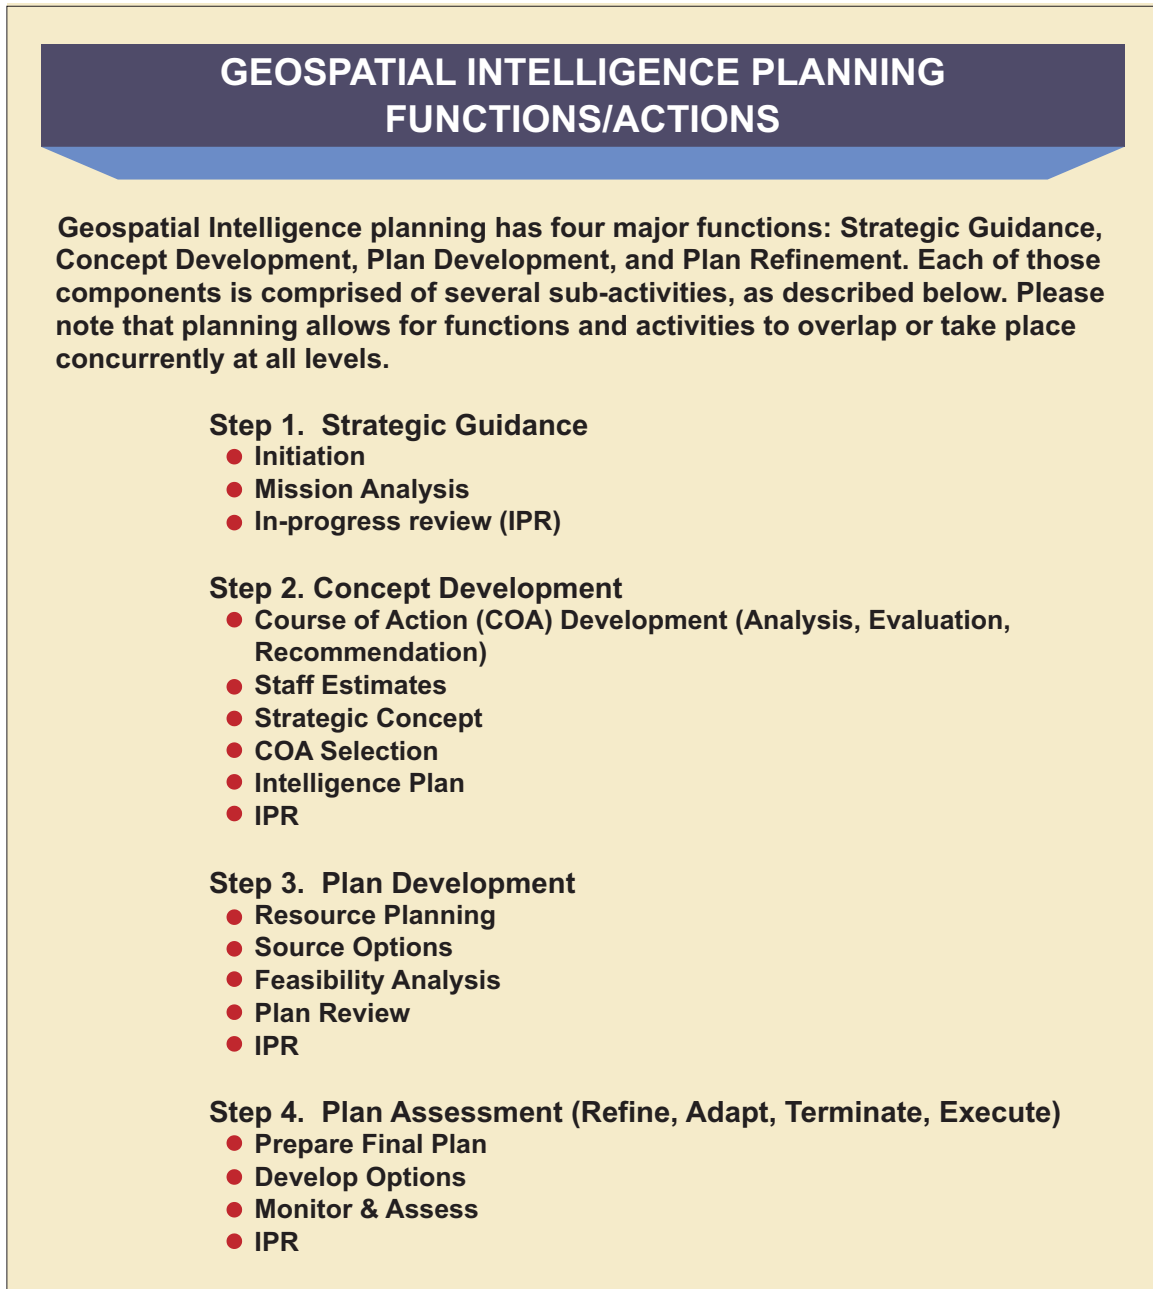 GEOSPATIAL INTELLIGENCE PLANNING
FUNCTIONS/ACTIONS
Geospatial Intelligence planning has four major functions: Strategic Guidance,
Concept Development, Plan Development, and Plan Refinement. Each of those
components is comprised of several sub-activities, as described below. Please
note that planning allows for functions and activities to overlap or take place
concurrently at all levels.
Step 1. Strategic Guidance
● Initiation
● Mission Analysis
● In-progress review (IPR)
Step 2. Concept Development
● Course of Action (COA) Development (Analysis, Evaluation,
Recommendation)
● Staff Estimates
● Strategic Concept
● COA Selection
● Intelligence Plan
● IPR
Step 3. Plan Development
● Resource Planning
● Source Options
● Feasibility Analysis
● Plan Review
● IPR
Step 4. Plan Assessment (Refine, Adapt, Terminate, Execute)
● Prepare Final Plan
● Develop Options
● Monitor & Assess
● IPR